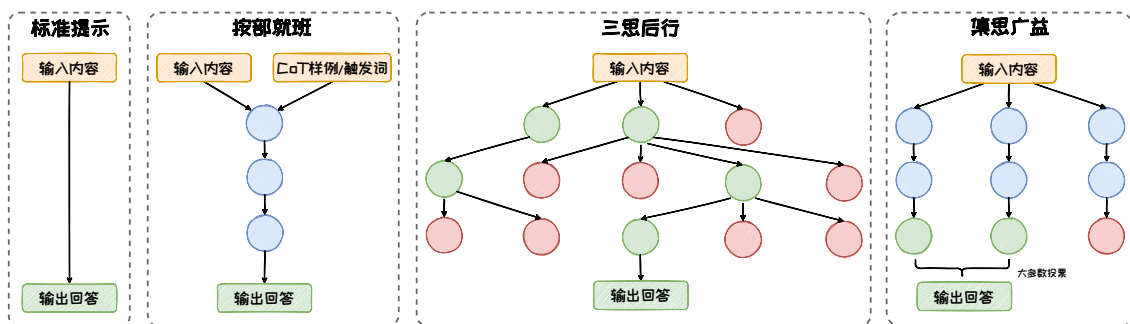 标准提示
输入内容
输出回答
按部就班
输入内容
CoT样例/触发词
输出回答
三思后行
输入内容
输出回答
集思广益
输入内容
大多数投票
输出回答